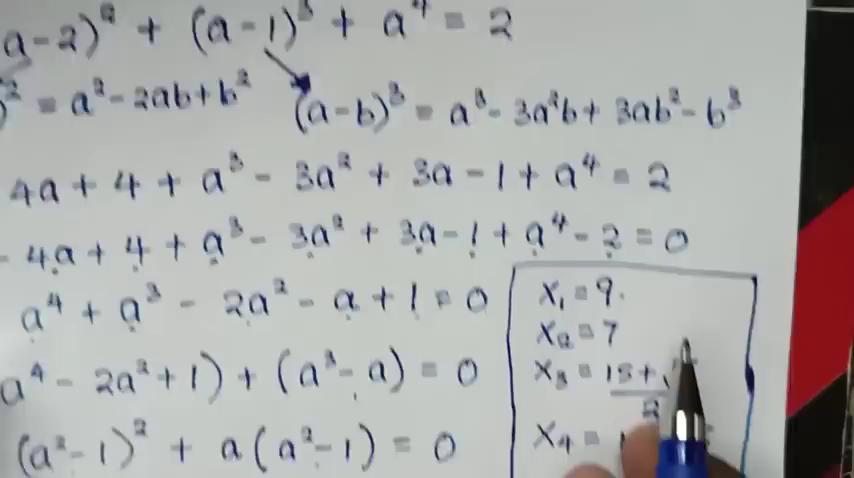 a-2)² + (a-1)³ + a⁴ = 2
)² = a²-2ab+b² (a-b)³ = a³-3a²b+3ab²-b³
4a+4+a³-3a²+3a-1+a⁴=2
-4a+4+a³-3a²+3a-1+a⁴-2=0
a⁴+a³-2a²-a+1=0
a⁴-2a²+1)+(a³-a)=0
(a²-1)²+a(a²-1)=0
x₁=9
x₂=7
x₃=15+
2
x₄=